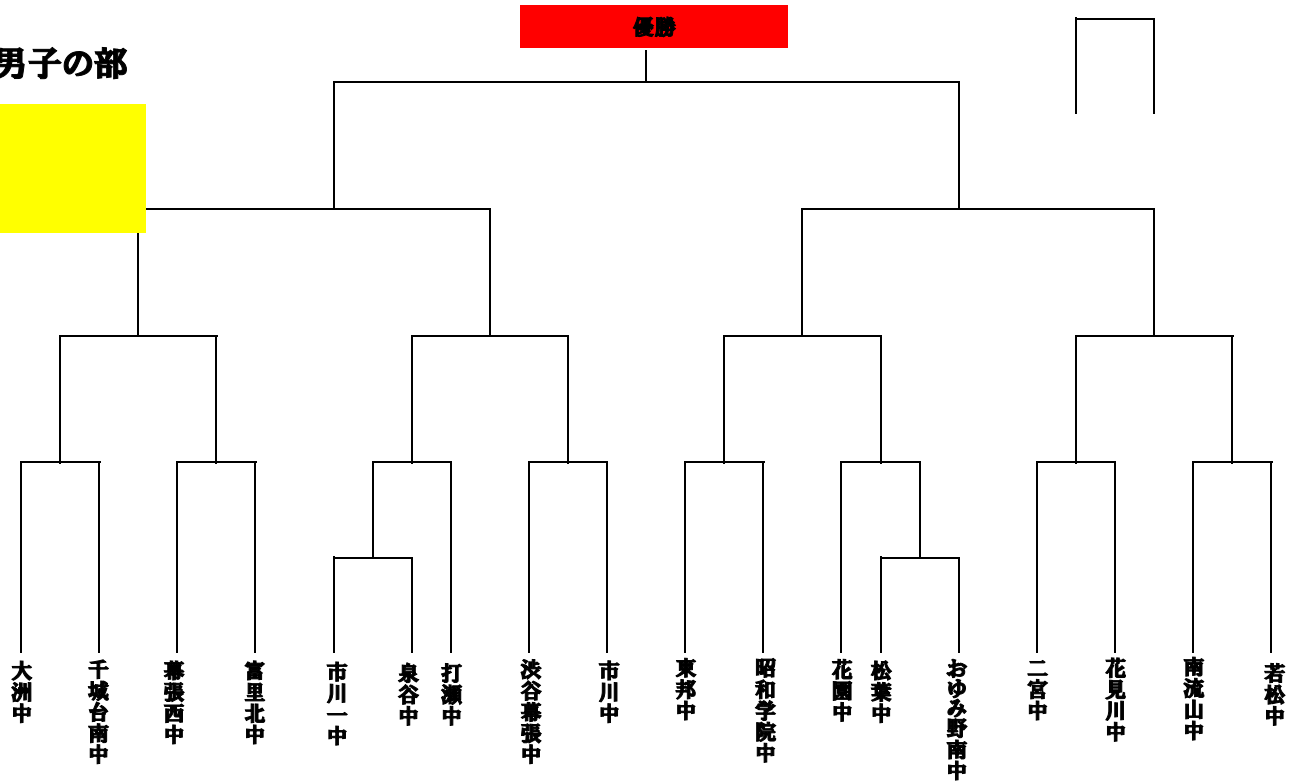 優勝
男子の部
大洲中
千城台南中
幕張西中
富里北中
市川一中
泉谷中
打瀬中
渋谷幕張中
市川中
東邦中
昭和学院中
花園中
松葉中
おゆみ野南中
二宮中
花見川中
南流山中
若松中